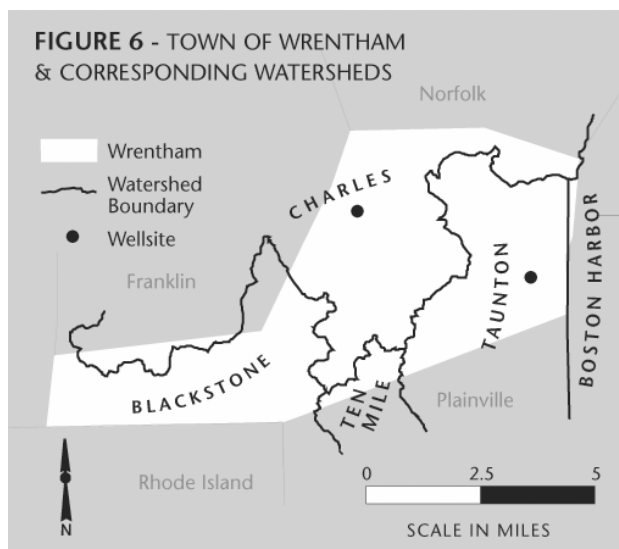 FIGURE 6 - TOWN OF WRENTHAM
& CORRESPONDING WATERSHEDS
Norfolk
Wrentham
Watershed
Boundary
Wellsite
CHARLES
Franklin
TAUNTON
BOSTON HARBOR
BLACKSTONE
TEN
MILE
Plainville
Rhode Island
N
0 2.5 5
SCALE IN MILES